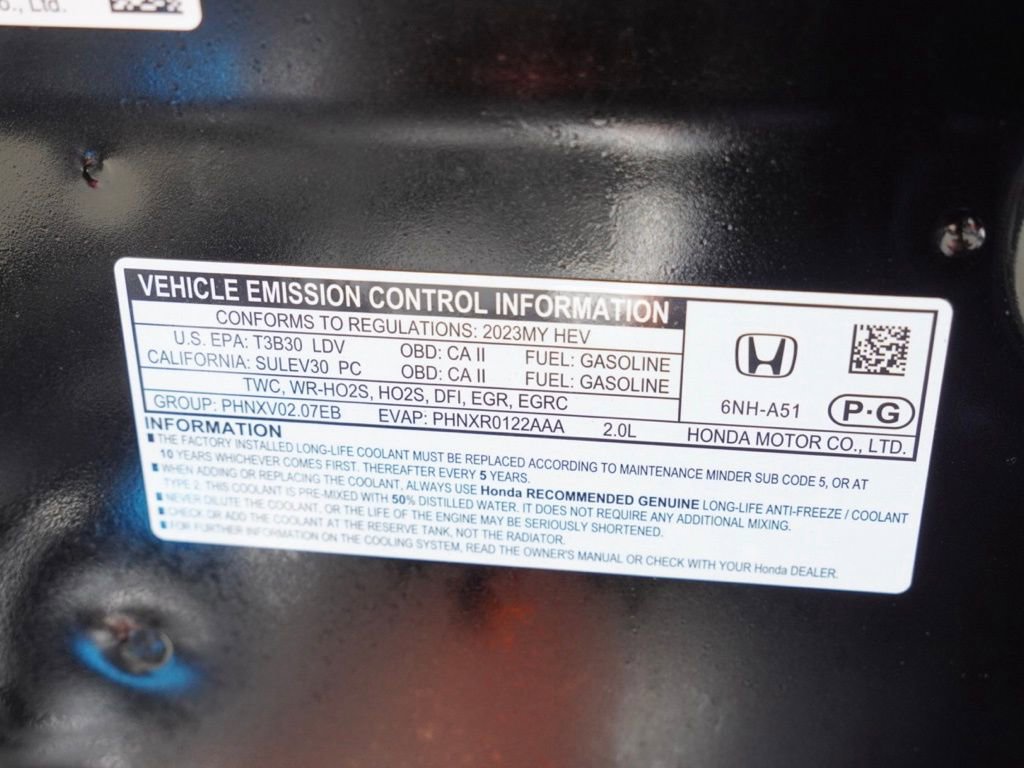 o., Ltd.
VEHICLE EMISSION CONTROL INFORMATION
CONFORMS TO REGULATIONS: 2023MY HEV
U.S. EPA: T3B30 LDV OBD: CA II FUEL: GASOLINE
CALIFORNIA: SULEV30 PC OBD: CA II FUEL: GASOLINE
TWC, WR-HO2S, HO2S, DFI, EGR, EGRC
GROUP: PHNXV02.07EB EVAP: PHNXR0122AAA 2.0L
6NH-A51
P·G
HONDA MOTOR CO., LTD.
INFORMATION
THE FACTORY INSTALLED LONG-LIFE COOLANT MUST BE REPLACED ACCORDING TO MAINTENANCE MINDER SUB CODE 5, OR AT
10 YEARS WHICHEVER COMES FIRST. THEREAFTER EVERY 5 YEARS.
WHEN ADDING OR REPLACING THE COOLANT, ALWAYS USE Honda RECOMMENDED GENUINE LONG-LIFE ANTI-FREEZE / COOLANT
TYPE 2. THIS COOLANT IS PRE-MIXED WITH 50% DISTILLED WATER. IT DOES NOT REQUIRE ANY ADDITIONAL MIXING.
NEVER DILUTE THE COOLANT, OR THE LIFE OF THE ENGINE MAY BE SERIOUSLY SHORTENED.
CHECK OR ADD THE COOLANT AT THE RESERVE TANK, NOT THE RADIATOR.
FOR FURTHER INFORMATION ON THE COOLING SYSTEM, READ THE OWNER'S MANUAL OR CHECK WITH YOUR Honda DEALER.